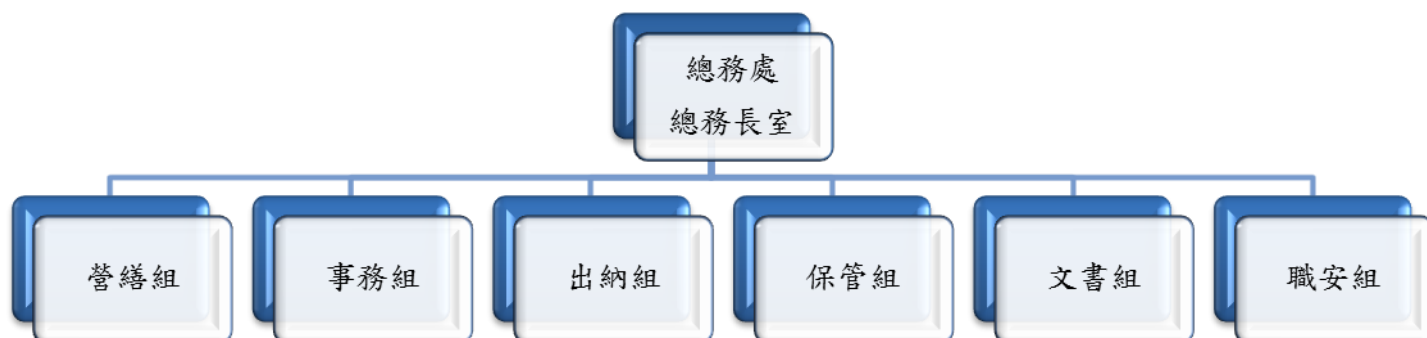 總務處
總務長室
營繕組
事務組
出納組
保管組
文書組
職安組